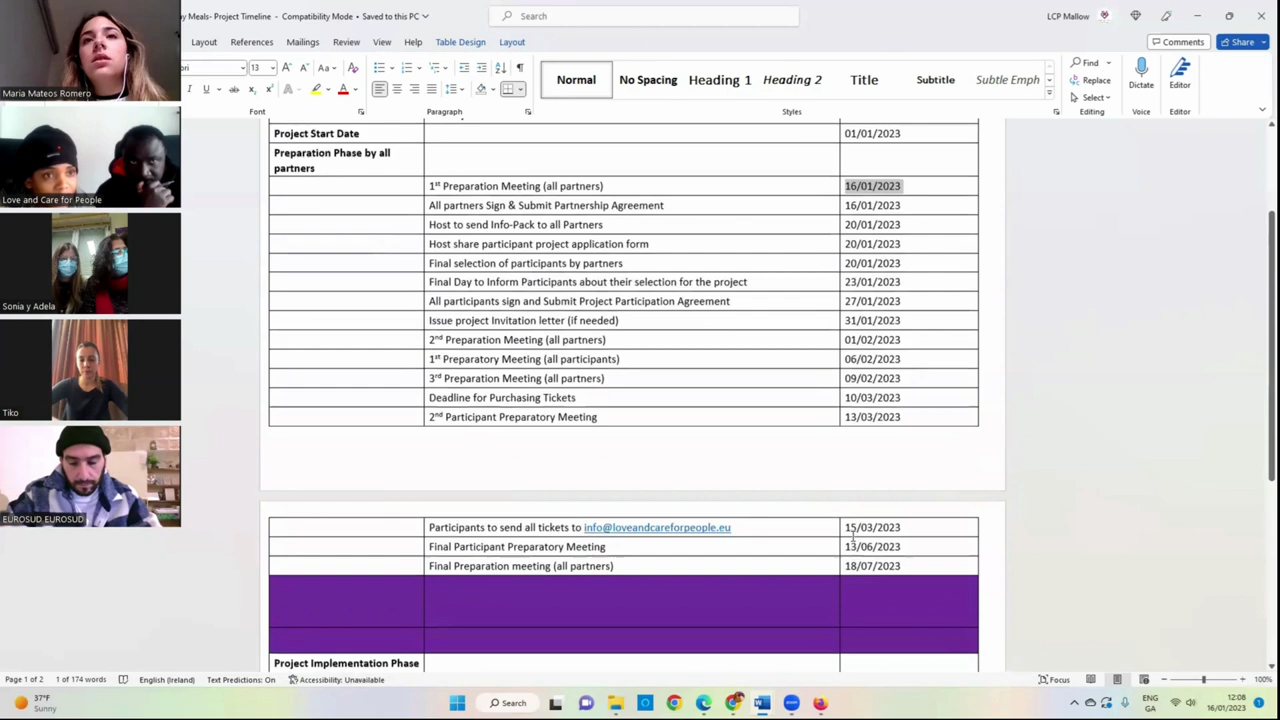 y Meals- Project Timeline - Compatibility Mode • Saved to this PC
Search
LCP Mallow
Layout References Mailings Review View Help Table Design Layout
Comments Share
13
Aa
Normal
No Spacing
Heading 1
Heading 2
Title
Subtitle
Subtle Emph
Find
Replace
Select
Dictate
Editor
Font
Paragraph
Styles
Voice
Editor
Maria Mateos Romero
Love and Care for People
Sonia y Adela
Tiko
EUROSUD EUROSUD
Project Start Date 01/01/2023
Preparation Phase by all
partners
1st Preparation Meeting (all partners) 16/01/2023
All partners Sign & Submit Partnership Agreement 16/01/2023
Host to send Info-Pack to all Partners 20/01/2023
Host share participant project application form 20/01/2023
Final selection of participants by partners 20/01/2023
Final Day to Inform Participants about their selection for the project 23/01/2023
All participants sign and Submit Project Participation Agreement 27/01/2023
Issue project Invitation letter (if needed) 31/01/2023
2nd Preparation Meeting (all partners) 01/02/2023
1st Preparatory Meeting (all participants) 06/02/2023
3rd Preparation Meeting (all partners) 09/02/2023
Deadline for Purchasing Tickets 10/03/2023
2nd Participant Preparatory Meeting 13/03/2023
Participants to send all tickets to info@loveandcareforpeople.eu 15/03/2023
Final Participant Preparatory Meeting 13/06/2023
Final Preparation meeting (all partners) 18/07/2023
Project Implementation Phase
Page 1 of 2 1 of 174 words English (Ireland) Text Predictions: On Accessibility: Unavailable
Focus 100%
37°F
Sunny
Search
ENG
GA
12:08
16/01/2023